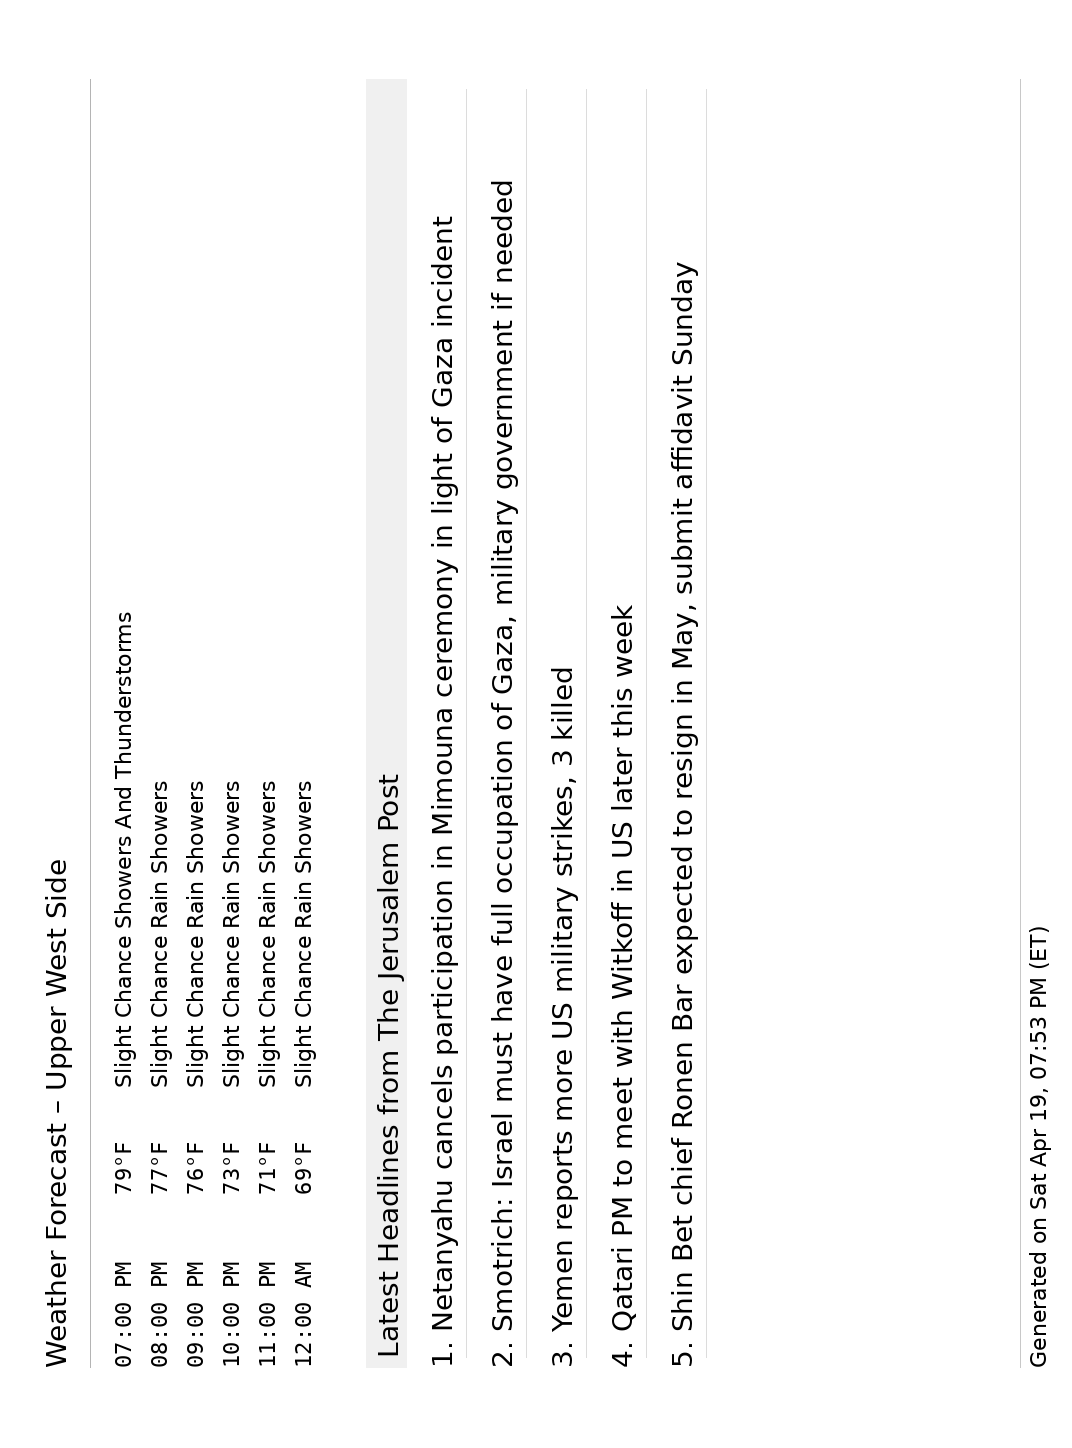 Weather Forecast – Upper West Side
07:00 PM 79°F Slight Chance Showers And Thunderstorms
08:00 PM 77°F Slight Chance Rain Showers
09:00 PM 76°F Slight Chance Rain Showers
10:00 PM 73°F Slight Chance Rain Showers
11:00 PM 71°F Slight Chance Rain Showers
12:00 AM 69°F Slight Chance Rain Showers
Latest Headlines from The Jerusalem Post
1. Netanyahu cancels participation in Mimouna ceremony in light of Gaza incident
2. Smotrich: Israel must have full occupation of Gaza, military government if needed
3. Yemen reports more US military strikes, 3 killed
4. Qatari PM to meet with Witkoff in US later this week
5. Shin Bet chief Ronen Bar expected to resign in May, submit affidavit Sunday
Generated on Sat Apr 19, 07:53 PM (ET)